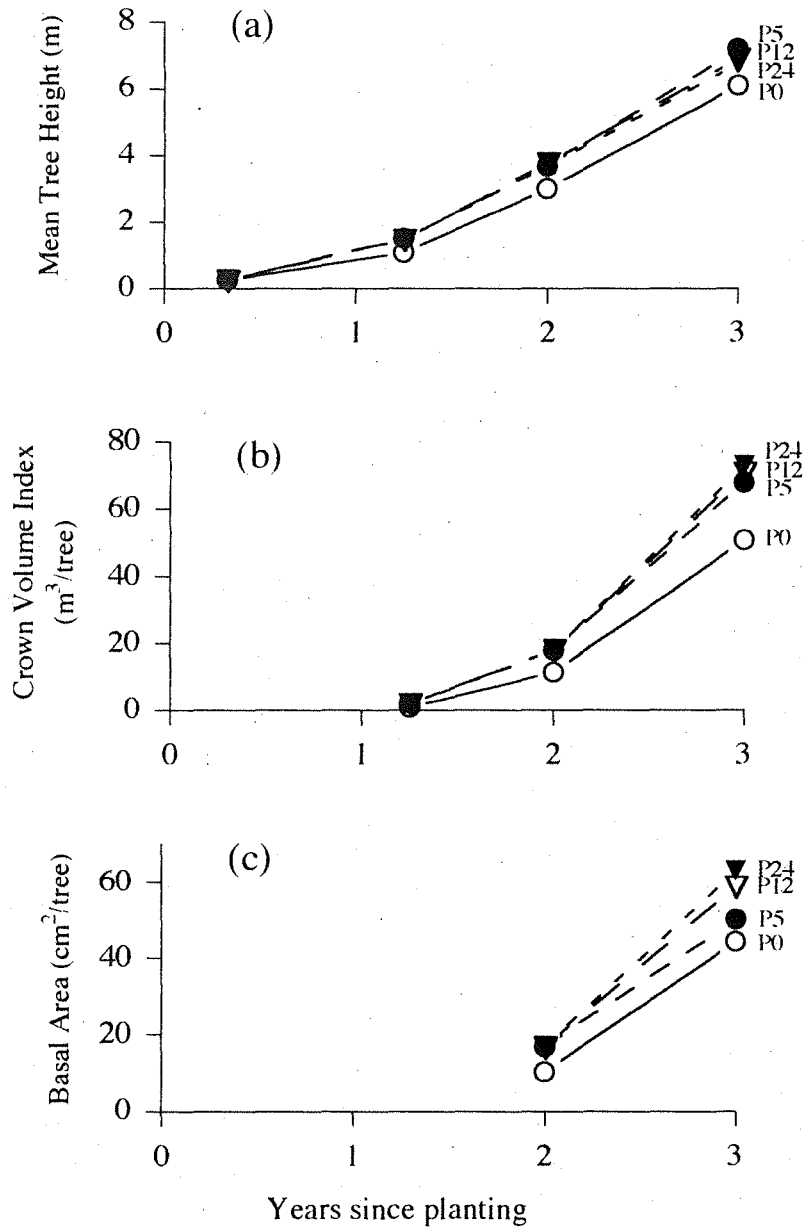 (a)
Mean Tree Height (m)
8
6
4
2
0
P5
P12
P24
P0
0 1 2 3
(b)
Crown Volume Index
(m³/tree)
80
60
40
20
0
P24
P12
P5
P0
0 1 2 3
(c)
Basal Area (cm²/tree)
60
40
20
0
P24
P12
P5
P0
0 1 2 3
Years since planting